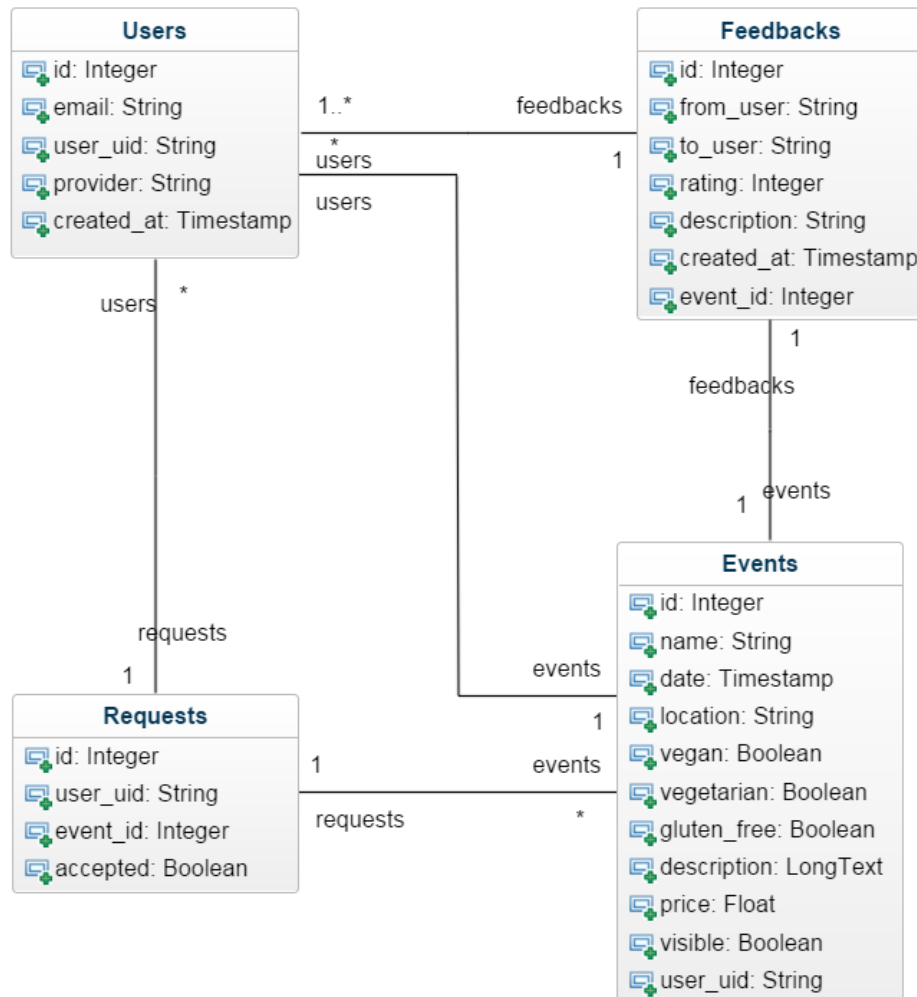 Users
id: Integer
email: String
user_uid: String
provider: String
created_at: Timestamp
Feedbacks
id: Integer
from_user: String
to_user: String
rating: Integer
description: String
created_at: Timestamp
event_id: Integer
1..*
feedbacks
*
users
1
users
users
*
1
feedbacks
events
1
requests
1
events
1
Requests
id: Integer
user_uid: String
event_id: Integer
accepted: Boolean
1
events
requests
*
Events
id: Integer
name: String
date: Timestamp
location: String
vegan: Boolean
vegetarian: Boolean
gluten_free: Boolean
description: LongText
price: Float
visible: Boolean
user_uid: String